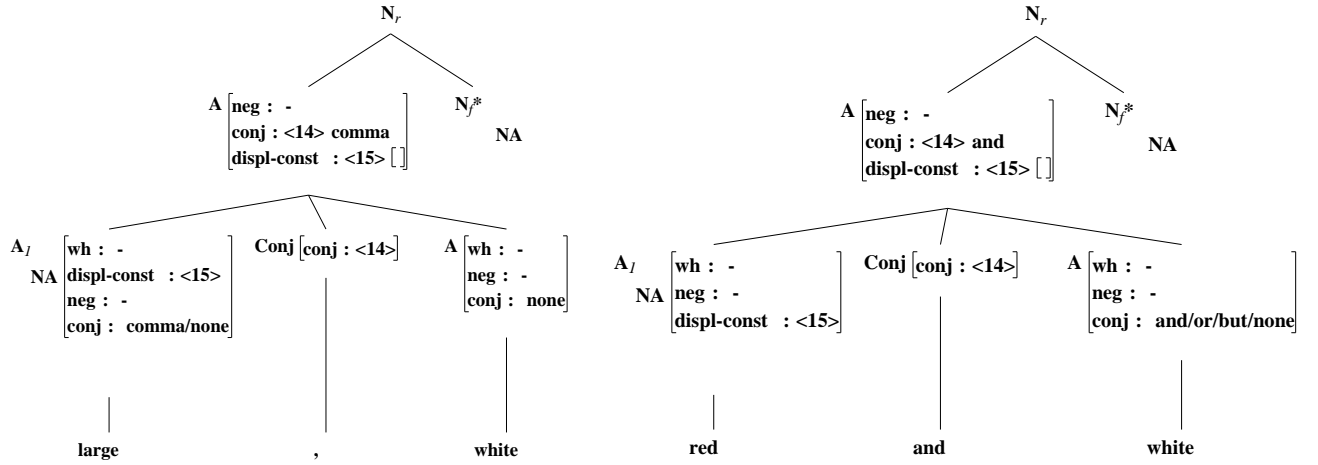 N_r
A [neg : -
conj : <14> comma
displ-const : <15> [ ]]
N_f*
NA
A_1
NA
[wh : -
displ-const : <15>
neg : -
conj : comma/none]
Conj [conj : <14>]
A [wh : -
neg : -
conj : none]
large , white
N_r
A [neg : -
conj : <14> and
displ-const : <15> [ ]]
N_f*
NA
A_1
NA
[wh : -
neg : -
displ-const : <15>]
Conj [conj : <14>]
A [wh : -
neg : -
conj : and/or/but/none]
red and white